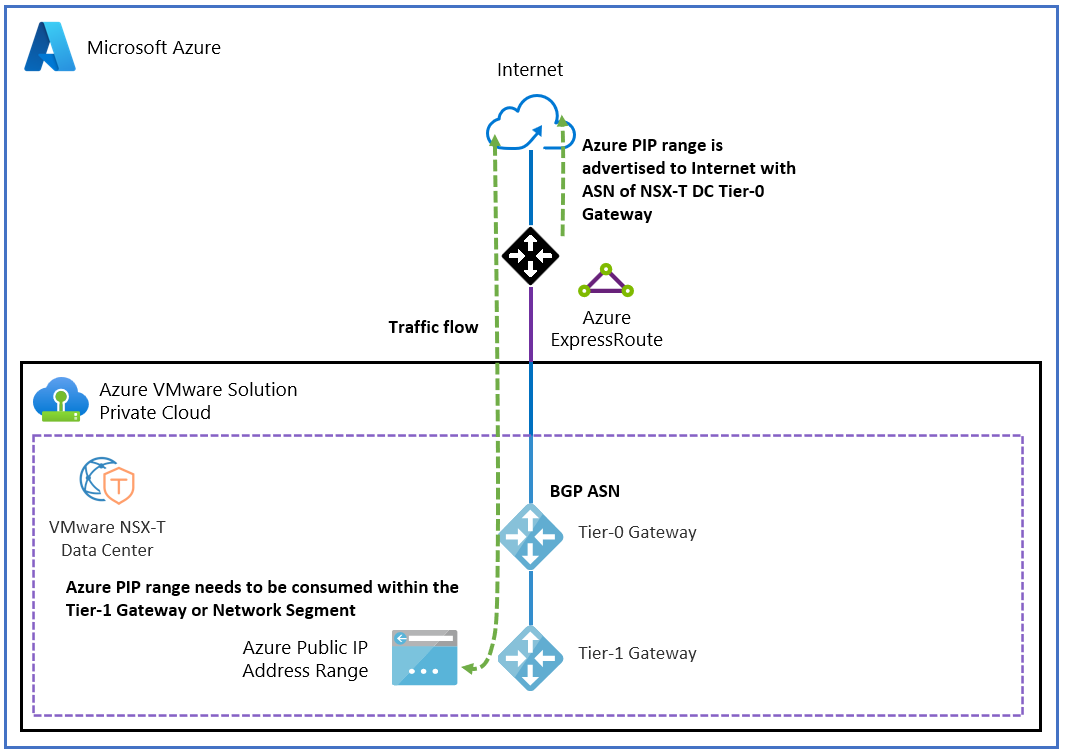 Microsoft Azure
Internet
Azure PIP range is
advertised to Internet with
ASN of NSX-T DC Tier-0
Gateway
Traffic flow
Azure
ExpressRoute
Azure VMware Solution
Private Cloud
T
VMware NSX-T
Data Center
BGP ASN
Tier-0 Gateway
Azure PIP range needs to be consumed within the
Tier-1 Gateway or Network Segment
Azure Public IP
Address Range
Tier-1 Gateway